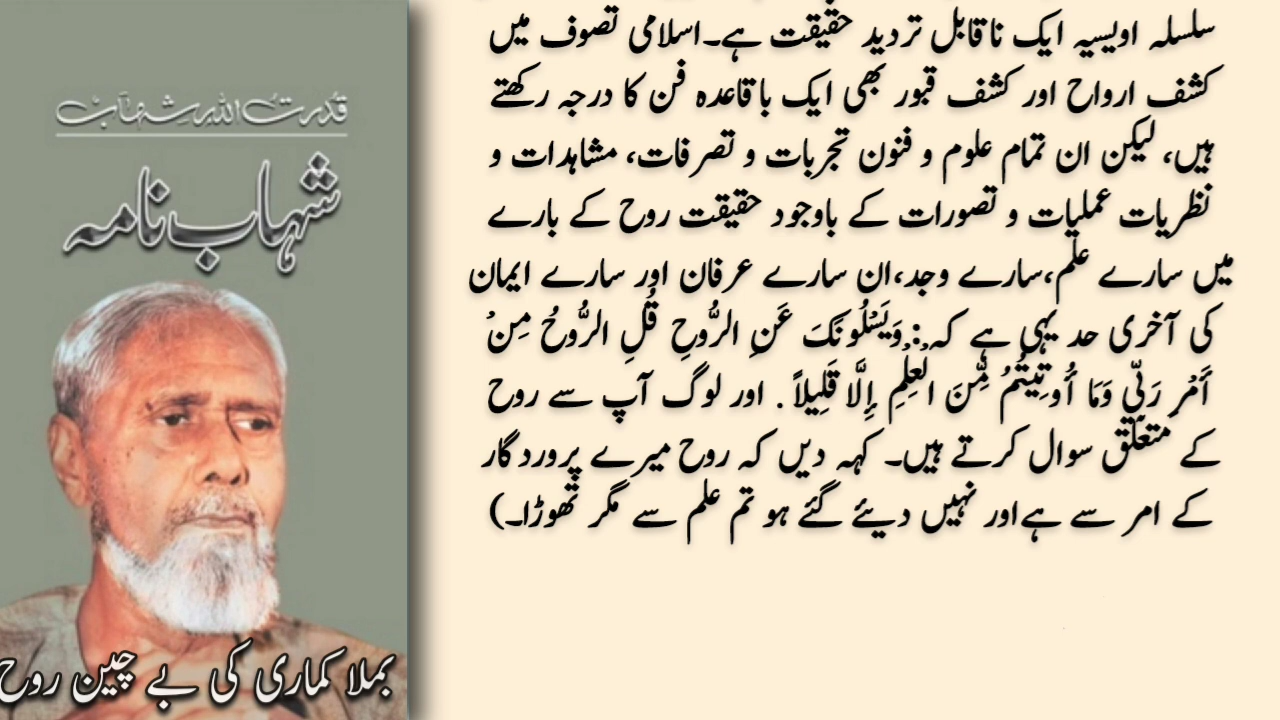 قدرت اللہ شہاب
شہاب نامہ
بملا کماری کی بے چین روح
سلسلہ اویسیہ ایک ناقابل تردید حقیقت ہے۔اسلامی تصوف میں
کشف ارواح اور کشف قبور بھی ایک باقاعدہ فن کا درجہ رکھتے
ہیں، لیکن ان تمام علوم و فنون تجربات و تصرفات، مشاہدات و
نظریات عملیات و تصورات کے باوجود حقیقت روح کے بارے
میں سارے علم،سارے وجد،ان سارے عرفان اور سارے ایمان
کی آخری حد یہی ہے کہ: وَیَسْلُونَكَ عَنِ الرُّوحِ قُلِ الرُّوحُ مِنْ
أَمْرِ رَبِّي وَمَا أُوتِيتُمْ مِّنَ الْعِلْمِ إِلَّا قَلِيلاً . اور لوگ آپ سے روح
کے متعلّق سوال کرتے ہیں۔ کہہ دیں کہ روح میرے پروردگار
کے امر سے ہےاور نہیں دیئے گئے ہو تم علم سے مگر تھوڑا۔)